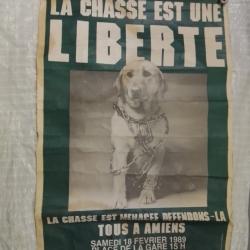 LA CHASSE EST UNE
LIBERTE
LA CHASSE EST MENACEE DEFENDONS-LA
TOUS A AMIENS
SAMEDI 18 FEVRIER 1989
PLACE DE LA GARE 15 H